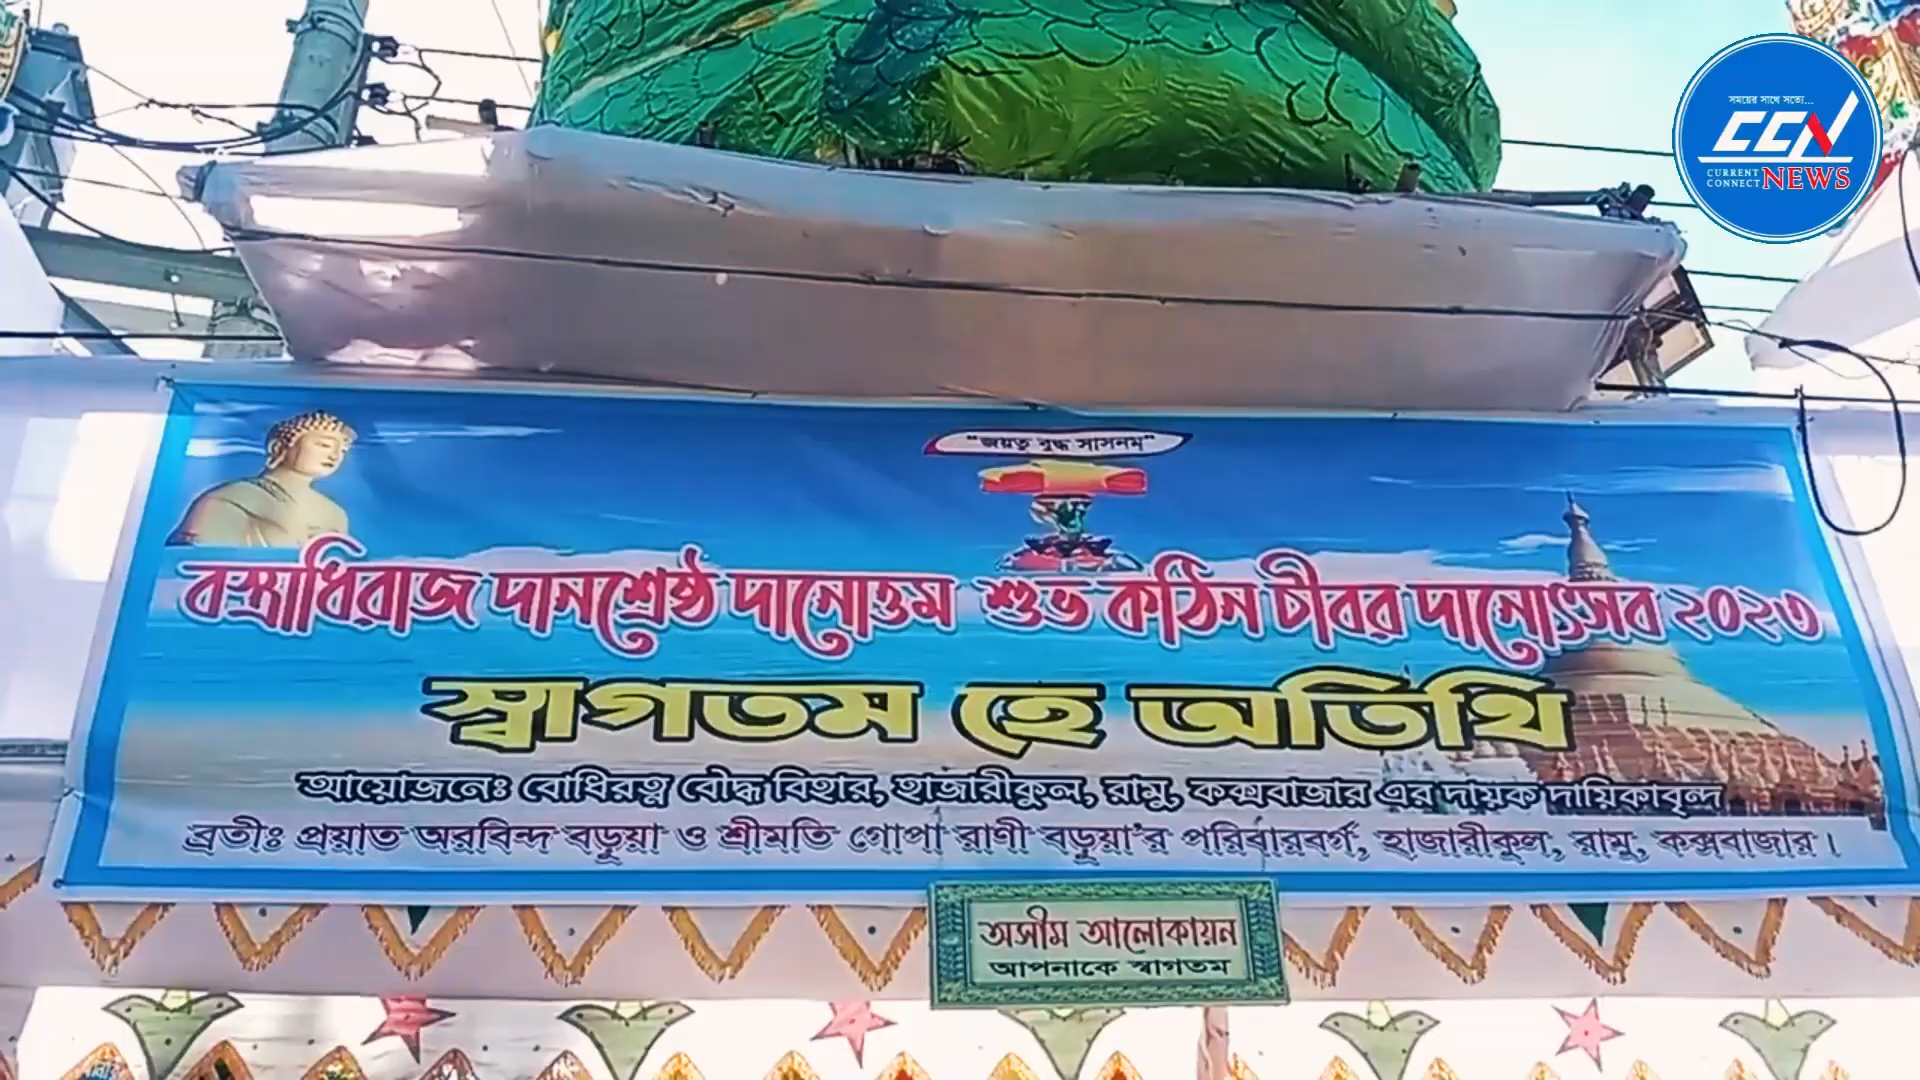 সময়ের সাথে সত্যে...
CCN
CURRENT CONNECT NEWS
"জয়তু বুদ্ধ সাসনম্"
বস্ত্রাধিরাজ দানশ্রেষ্ঠ দানোত্তম শুভ কঠিন চীবর দানোৎসব ২০২৩
স্বাগতম হে অতিথি
আয়োজনেঃ বোধিরত্ন বৌদ্ধ বিহার, হাজারীকুল, রামু, কক্সবাজার এর দায়ক দায়িকাবৃন্দ
ব্রতীঃ প্রয়াত অরবিন্দ বড়ুয়া ও শ্রীমতি গোপা রাণী বড়ুয়া'র পরিবারবর্গ, হাজারীকুল, রামু, কক্সবাজার।
অসীম আলোকায়ন
আপনাকে স্বাগতম